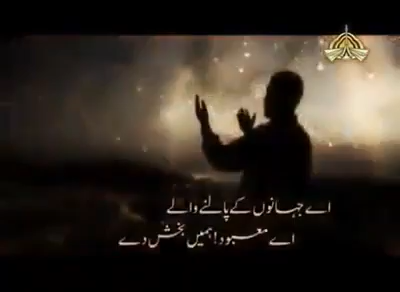 اے جہانوں کے پالنے والے
اے معبود! ہمیں بخش دے